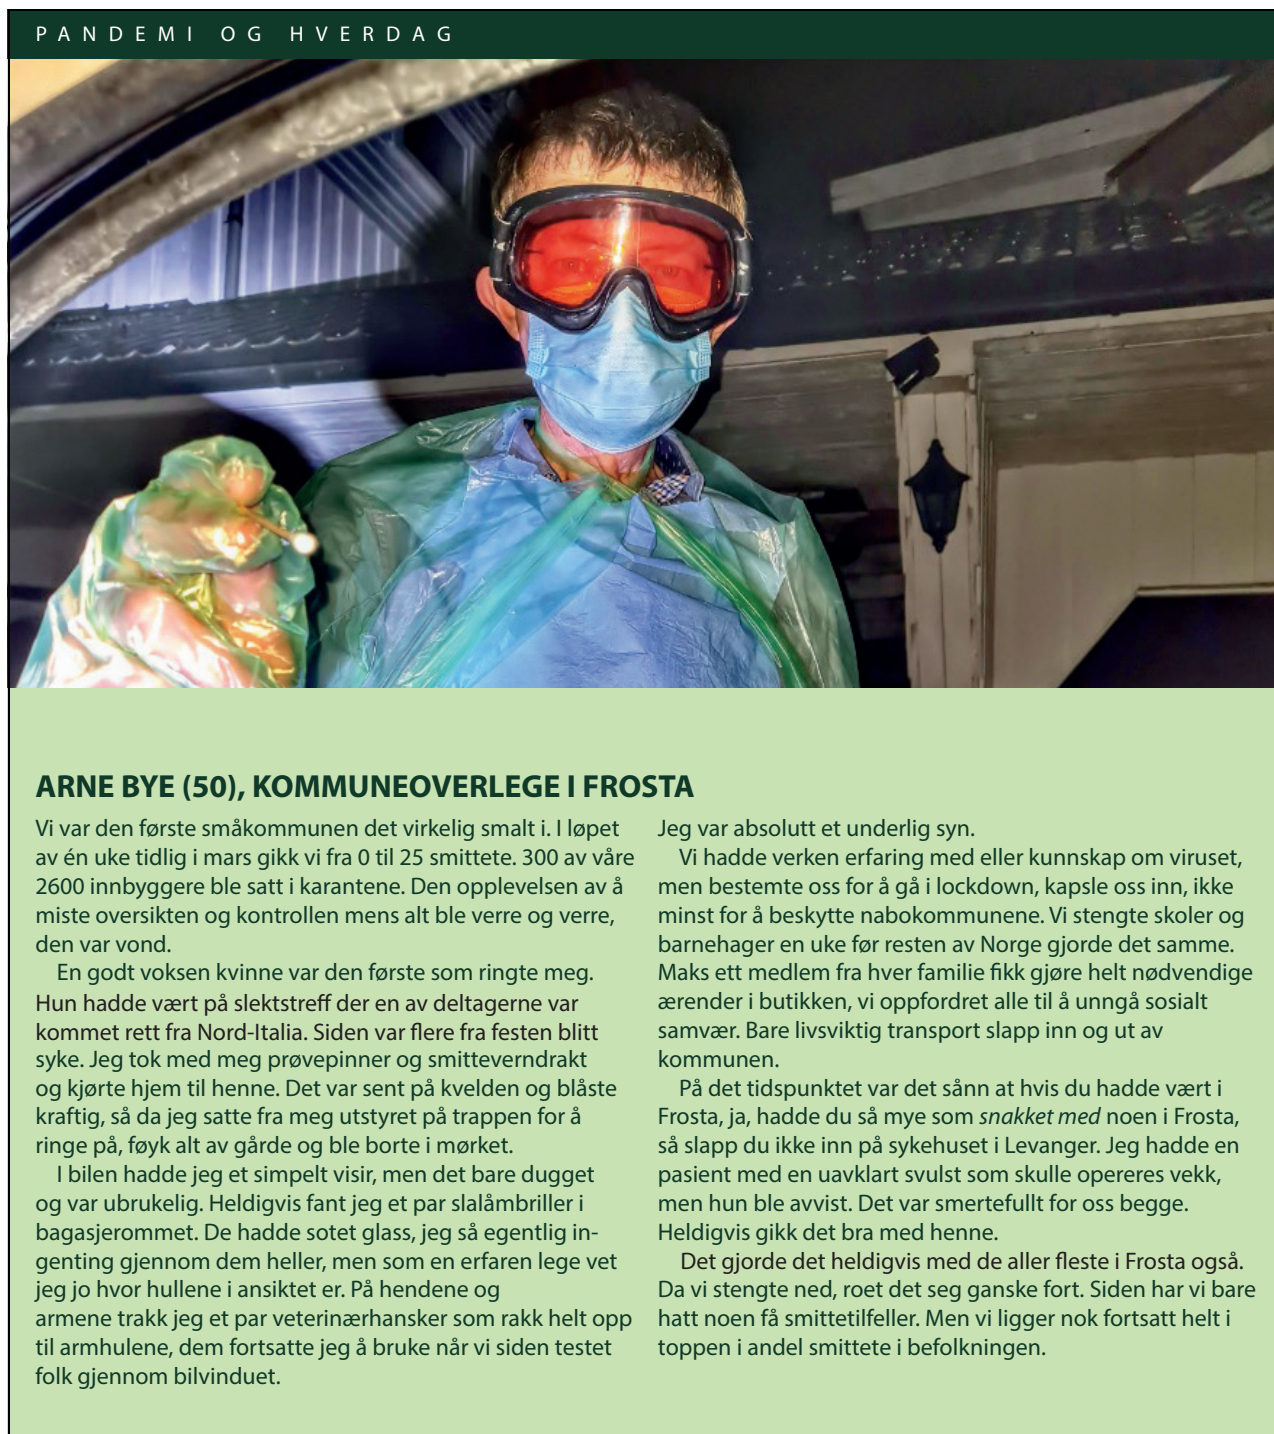 PANDEMI OG HVERDAG
ARNE BYE (50), KOMMUNEOVERLEGE I FROSTA
Vi var den første småkommunen det virkelig smalt i. I løpet
av én uke tidlig i mars gikk vi fra 0 til 25 smittete. 300 av våre
2600 innbyggere ble satt i karantene. Den opplevelsen av å
miste oversikten og kontrollen mens alt ble verre og verre,
den var vond.
En godt voksen kvinne var den første som ringte meg.
Hun hadde vært på slektstreff der en av deltagerne var
kommet rett fra Nord-Italia. Siden var flere fra festen blitt
syke. Jeg tok med meg prøvepinner og smitteverndrakt
og kjørte hjem til henne. Det var sent på kvelden og blåste
kraftig, så da jeg satte fra meg utstyret på trappen for å
ringe på, føyk alt av gårde og ble borte i mørket.
I bilen hadde jeg et simpelt visir, men det bare dugget
og var ubrukelig. Heldigvis fant jeg et par slalåmbriller i
bagasjerommet. De hadde sotet glass, jeg så egentlig in-
genting gjennom dem heller, men som en erfaren lege vet
jeg jo hvor hullene i ansiktet er. På hendene og
armene trakk jeg et par veterinærhansker som rakk helt opp
til armhulene, dem fortsatte jeg å bruke når vi siden testet
folk gjennom bilvinduet.
Jeg var absolutt et underlig syn.
Vi hadde verken erfaring med eller kunnskap om viruset,
men bestemte oss for å gå i lockdown, kapsle oss inn, ikke
minst for å beskytte nabokommunene. Vi stengte skoler og
barnehager en uke før resten av Norge gjorde det samme.
Maks ett medlem fra hver familie fikk gjøre helt nødvendige
ærender i butikken, vi oppfordret alle til å unngå sosialt
samvær. Bare livsviktig transport slapp inn og ut av
kommunen.
På det tidspunktet var det sånn at hvis du hadde vært i
Frosta, ja, hadde du så mye som snakket med noen i Frosta,
så slapp du ikke inn på sykehuset i Levanger. Jeg hadde en
pasient med en uavklart svulst som skulle opereres vekk,
men hun ble avvist. Det var smertefullt for oss begge.
Heldigvis gikk det bra med henne.
Det gjorde det heldigvis med de aller fleste i Frosta også.
Da vi stengte ned, roet det seg ganske fort. Siden har vi bare
hatt noen få smittetilfeller. Men vi ligger nok fortsatt helt i
toppen i andel smittete i befolkningen.